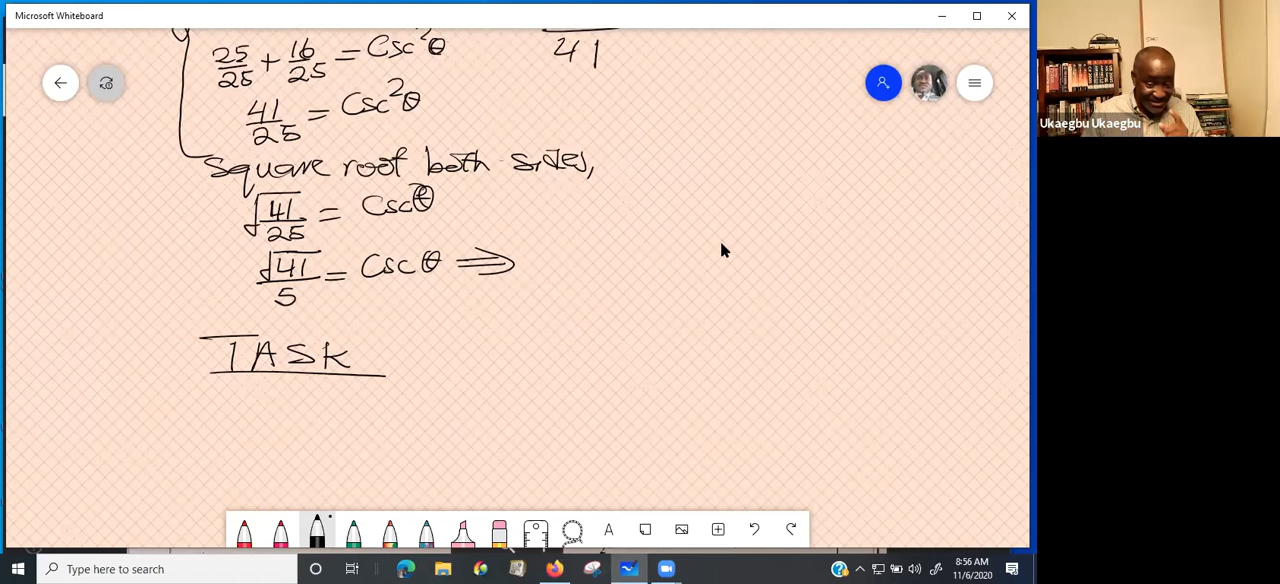 Microsoft Whiteboard
25/25 + 16/25 = Csc²θ
41
41/25 = Csc²θ
Square root both sides,
√41/25 = Cscθ
√41/5 = Cscθ ⟹
TASK
Ukaegbu Ukaegbu
A
Type here to search
8:56 AM
11/6/2020